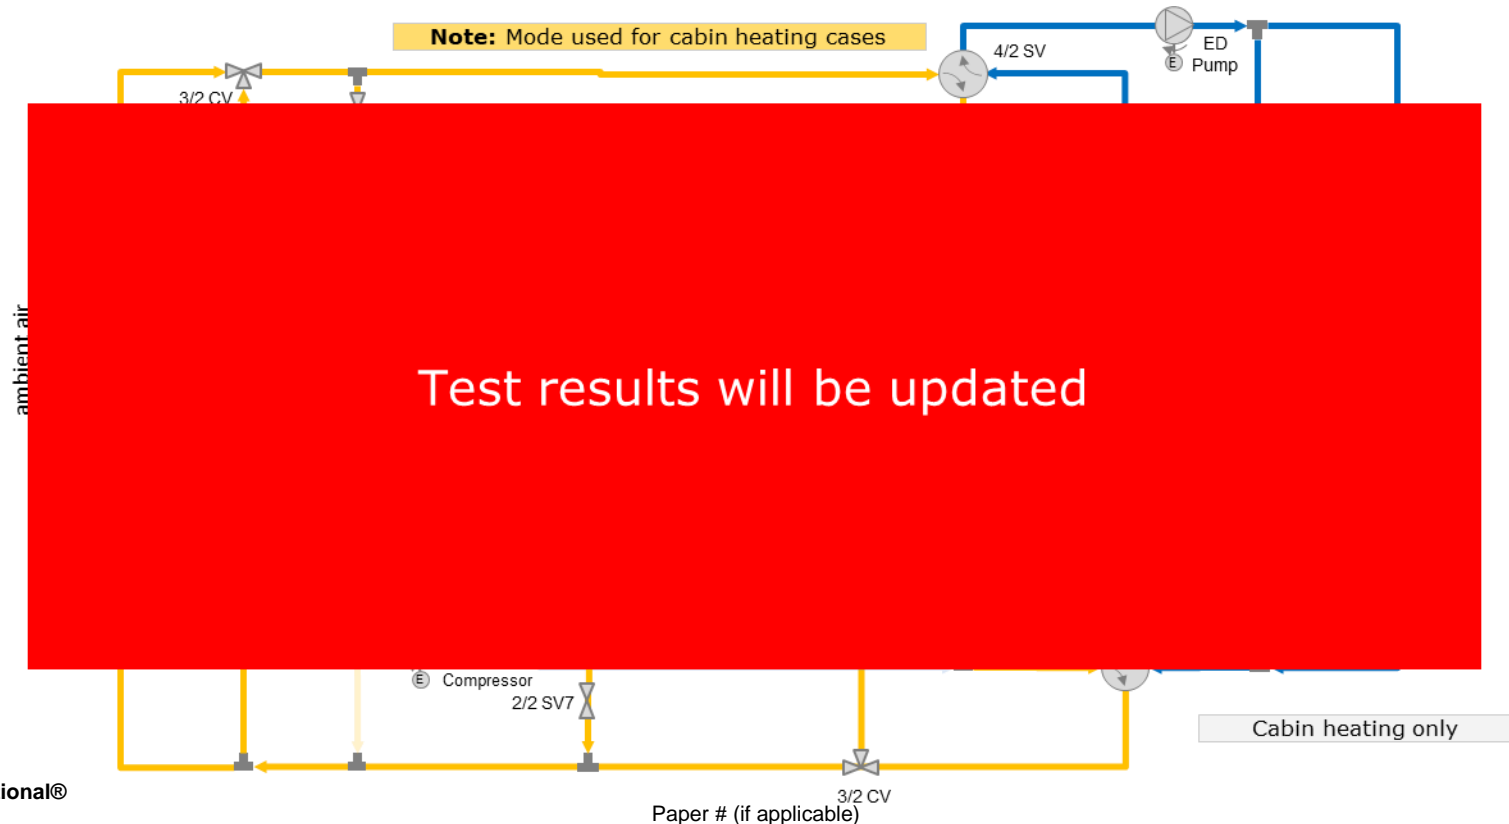 Note: Mode used for cabin heating cases
4/2 SV
ED
Pump
E
3/2 CV
ambient air
Test results will be updated
E
Compressor
2/2 SV7
Cabin heating only
ional®
3/2 CV
Paper # (if applicable)